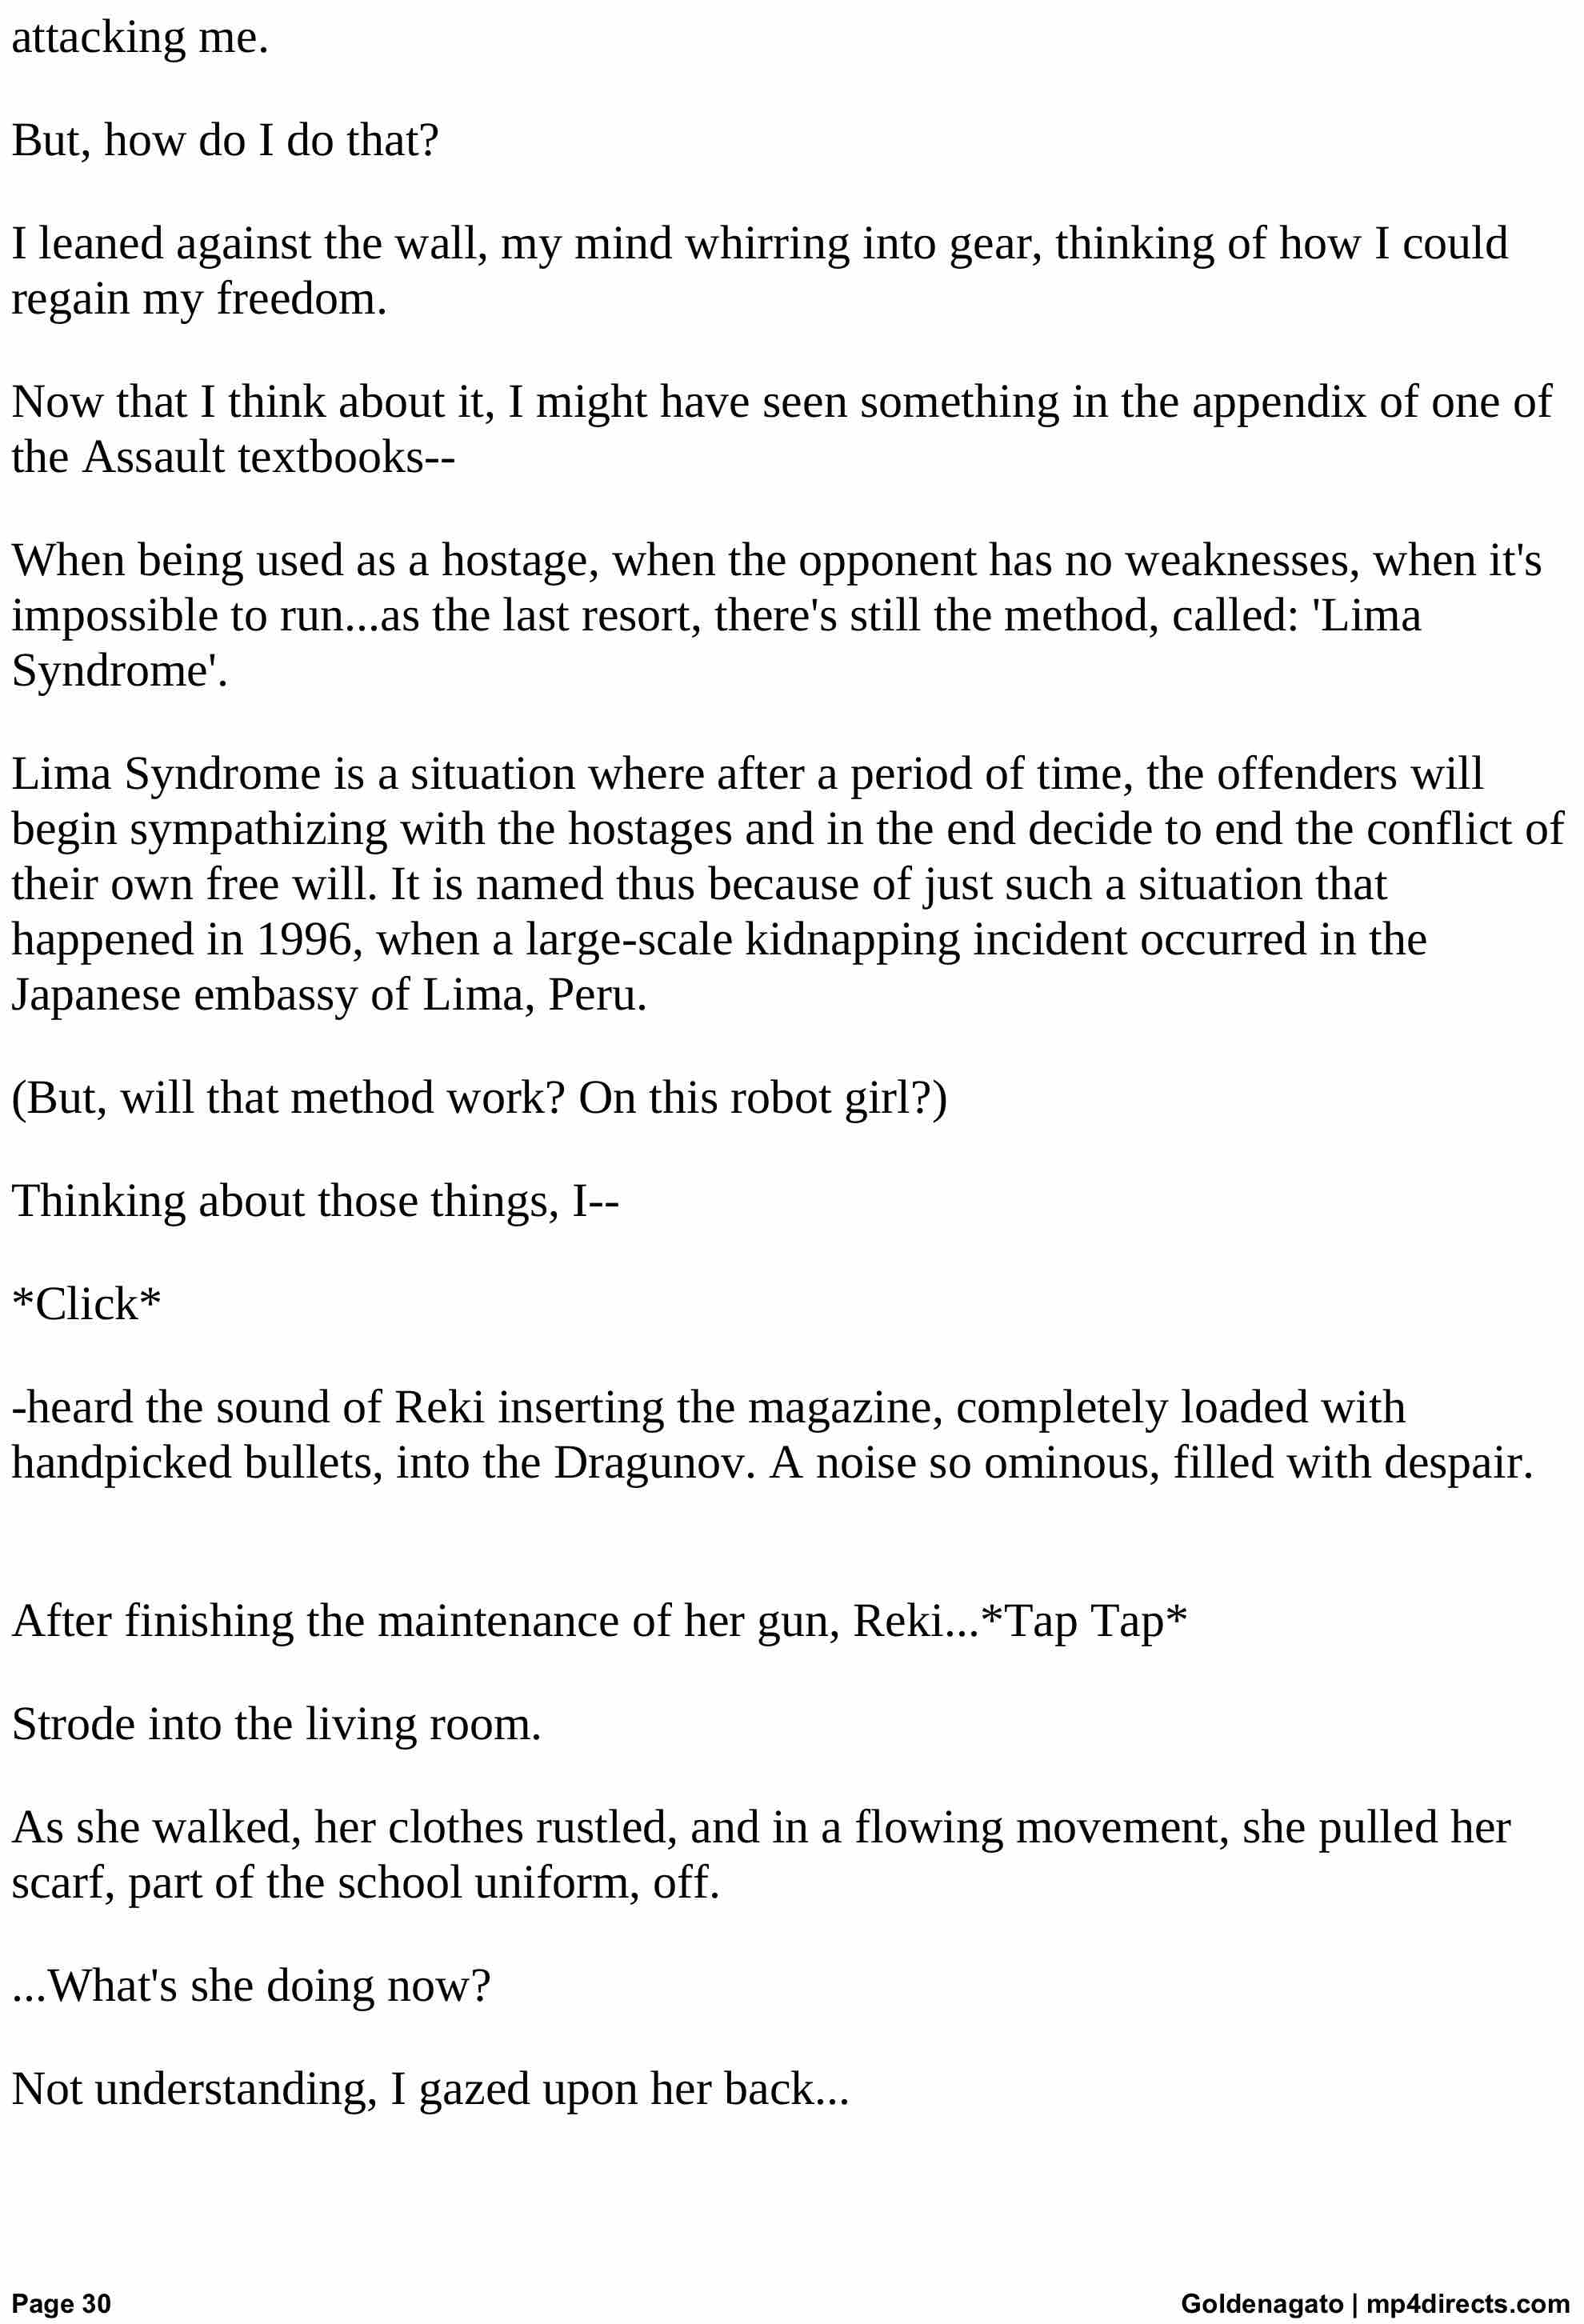 attacking me.
But, how do I do that?
I leaned against the wall, my mind whirring into gear, thinking of how I could
regain my freedom.
Now that I think about it, I might have seen something in the appendix of one of
the Assault textbooks--
When being used as a hostage, when the opponent has no weaknesses, when it's
impossible to run...as the last resort, there's still the method, called: 'Lima
Syndrome'.
Lima Syndrome is a situation where after a period of time, the offenders will
begin sympathizing with the hostages and in the end decide to end the conflict of
their own free will. It is named thus because of just such a situation that
happened in 1996, when a large-scale kidnapping incident occurred in the
Japanese embassy of Lima, Peru.
(But, will that method work? On this robot girl?)
Thinking about those things, I--
*Click*
-heard the sound of Reki inserting the magazine, completely loaded with
handpicked bullets, into the Dragunov. A noise so ominous, filled with despair.
After finishing the maintenance of her gun, Reki...*Tap Tap*
Strode into the living room.
As she walked, her clothes rustled, and in a flowing movement, she pulled her
scarf, part of the school uniform, off.
...What's she doing now?
Not understanding, I gazed upon her back...
Page 30
Goldenagato | mp4directs.com